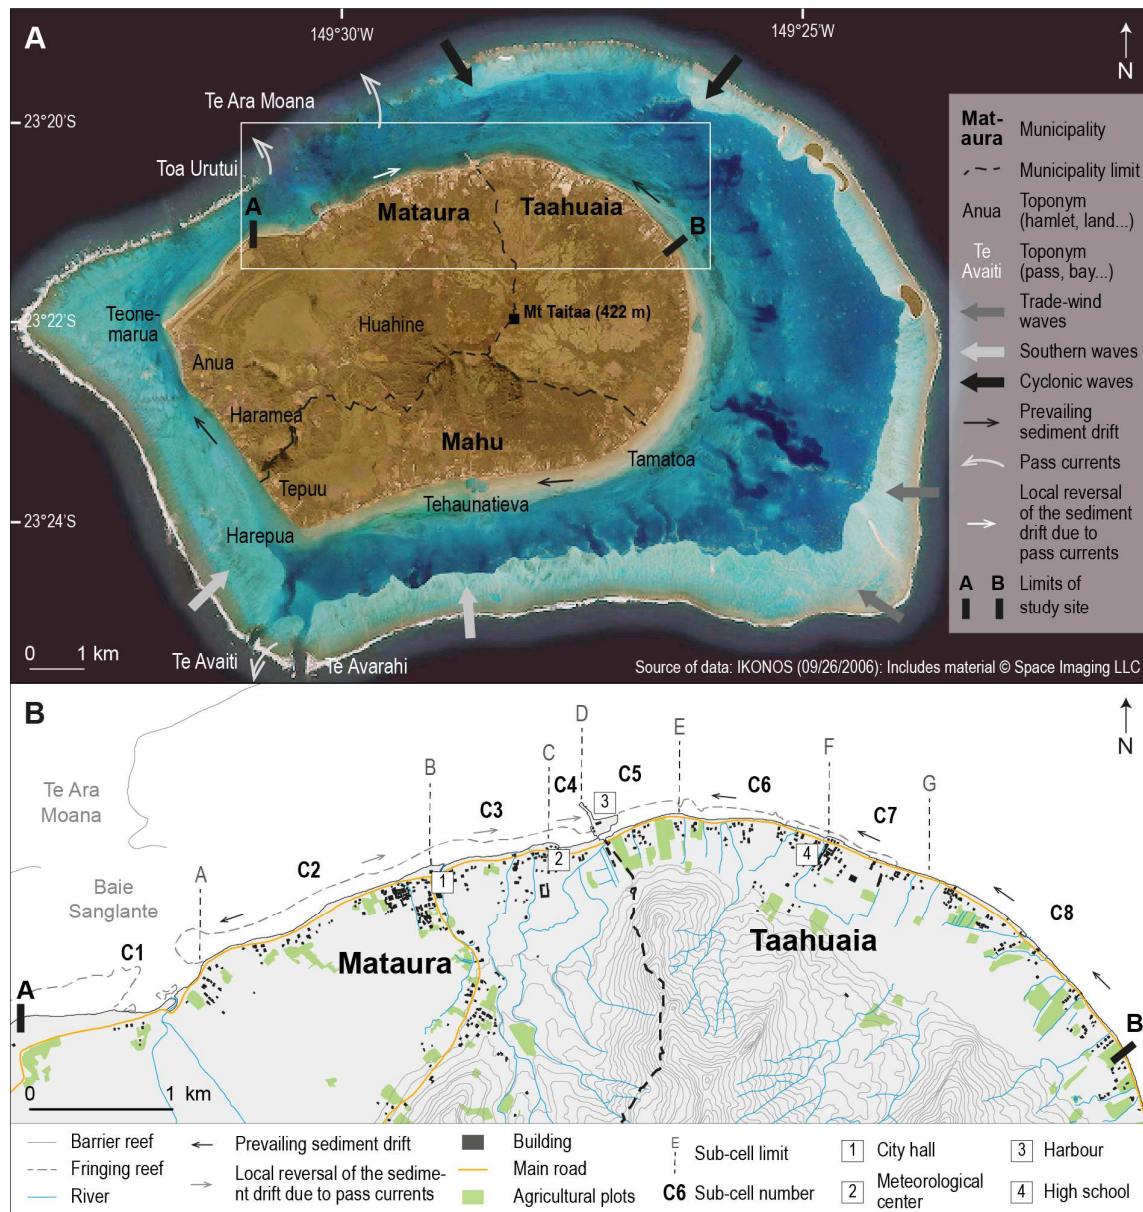 A
149°30'W
149°25'W
N
Te Ara Moana
23°20'S
Toa Urutui
A
Mataura
Taahuaia
B
Teone-
marua
23°22'S
Mt Taitaa (422 m)
Huahine
Anua
Haramea
Mahu
Tamatoa
Tepuu
Tehaunatieva
23°24'S
Harepua
0 1 km
Te Avaiti
Te Avarahi
Source of data: IKONOS (09/26/2006): Includes material © Space Imaging LLC
Mat-
aura
Municipality
Municipality limit
Anua
Toponym
(hamlet, land...)
Te
Avaiti
Toponym
(pass, bay...)
Trade-wind
waves
Southern waves
Cyclonic waves
Prevailing
sediment drift
Pass currents
Local reversal
of the sediment
drift due to
pass currents
A B
Limits of
study site
B
N
Te Ara
Moana
Baie
Sanglante
A
B
C
D
E
F
G
C1
C2
C3
C4
C5
C6
C7
C8
1
2
3
4
Mataura
Taahuaia
A
B
0 1 km
Barrier reef
Fringing reef
River
Prevailing sediment drift
Local reversal of the sedime-
nt drift due to pass currents
Building
Main road
Agricultural plots
E
Sub-cell limit
C6 Sub-cell number
1 City hall
2 Meteorological
center
3 Harbour
4 High school